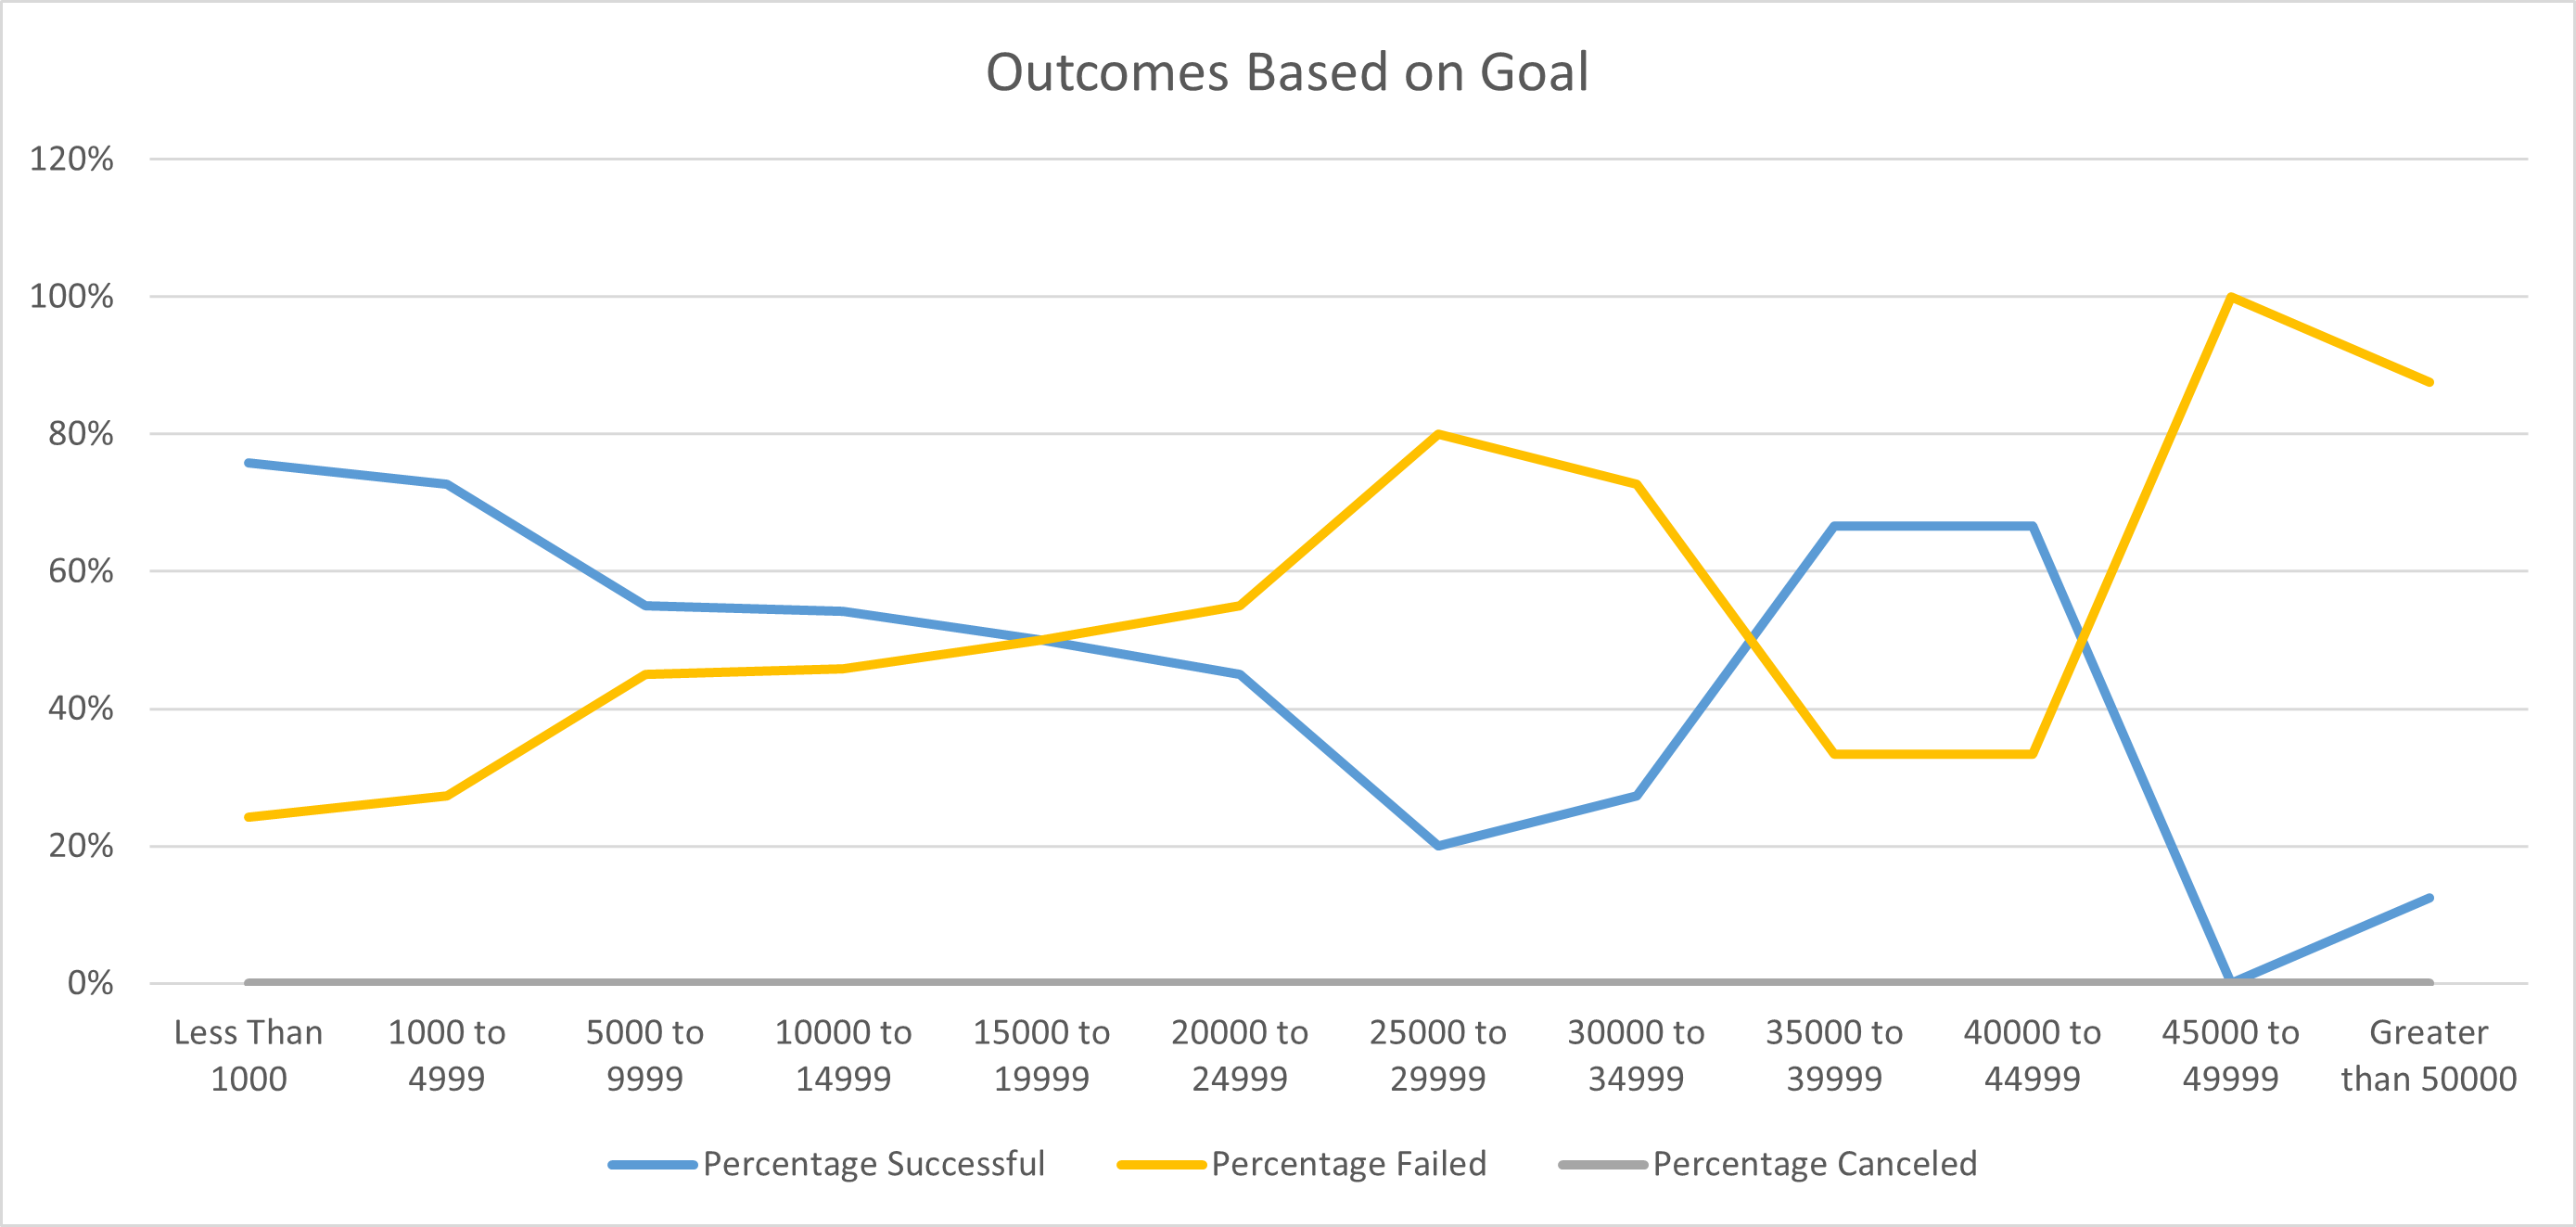 Outcomes Based on Goal
120%
100%
80%
60%
40%
20%
0%
Less Than
1000
1000 to
4999
5000 to
9999
10000 to
14999
15000 to
19999
20000 to
24999
25000 to
29999
30000 to
34999
35000 to
39999
40000 to
44999
45000 to
49999
Greater
than 50000
Percentage Successful
Percentage Failed
Percentage Canceled